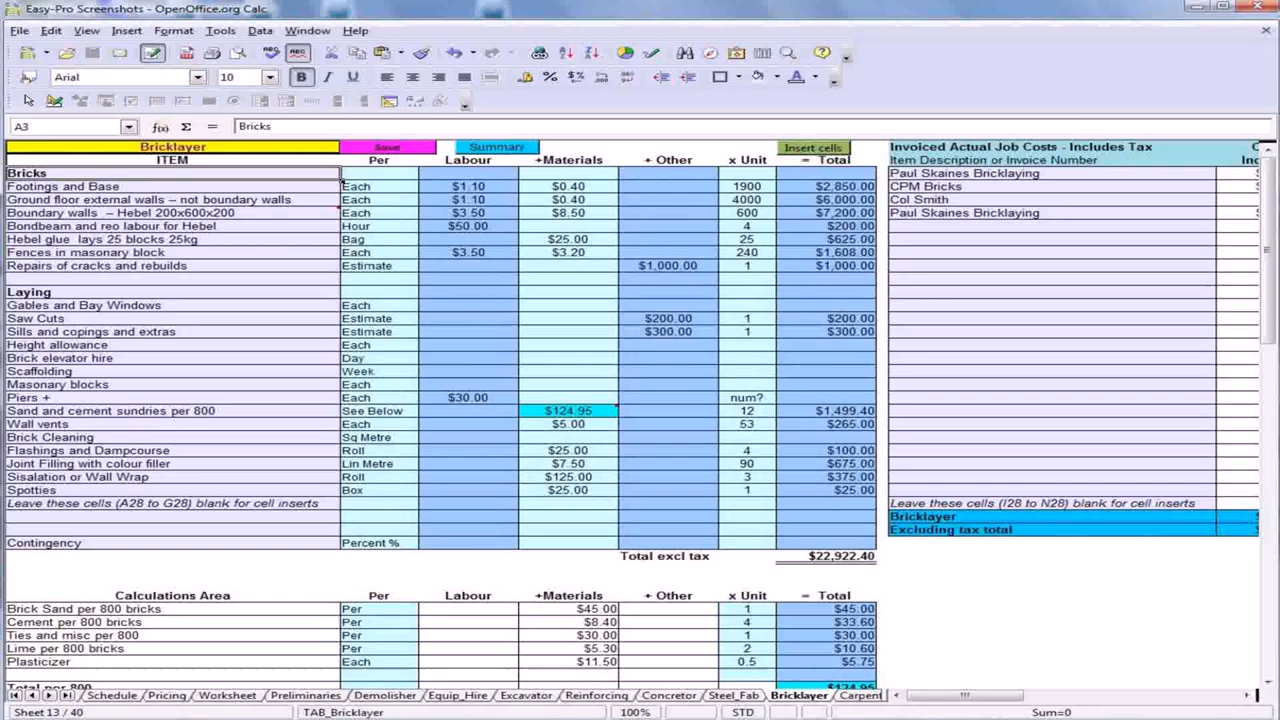 Easy-Pro Screenshots - OpenOffice.org Calc
File Edit View Insert Format Tools Data Window Help
Arial 10 B I U
A3 Σ = Bricks
Bricklayer Save Summary Insert cells Invoiced Actual Job Costs - Includes Tax
ITEM Per Labour +Materials + Other x Unit = Total Item Description or Invoice Number
Bricks Paul Skaines Bricklaying
Footings and Base Each $1.10 $0.40 1900 $2,850.00 CPM Bricks
Ground floor external walls – not boundary walls Each $1.10 $0.40 4000 $6,000.00 Col Smith
Boundary walls – Hebel 200x600x200 Each $3.50 $8.50 600 $7,200.00 Paul Skaines Bricklaying
Bondbeam and reo labour for Hebel Hour $50.00 4 $200.00
Hebel glue lays 25 blocks 25kg Bag $25.00 25 $625.00
Fences in masonary block Each $3.50 $3.20 240 $1,608.00
Repairs of cracks and rebuilds Estimate $1,000.00 1 $1,000.00
Laying
Gables and Bay Windows Each
Saw Cuts Estimate $200.00 1 $200.00
Sills and copings and extras Estimate $300.00 1 $300.00
Height allowance Each
Brick elevator hire Day
Scaffolding Week
Masonary blocks Each
Piers + Each $30.00 num?
Sand and cement sundries per 800 See Below $124.95 12 $1,499.40
Wall vents Each $5.00 53 $265.00
Brick Cleaning Sq Metre
Flashings and Dampcourse Roll $25.00 4 $100.00
Joint Filling with colour filler Lin Metre $7.50 90 $675.00
Sisalation or Wall Wrap Roll $125.00 3 $375.00
Spotties Box $25.00 1 $25.00
Leave these cells (A28 to G28) blank for cell inserts Leave these cells (I28 to N28) blank for cell inserts
Bricklayer
Excluding tax total
Contingency Percent %
Total excl tax $22,922.40
Calculations Area Per Labour +Materials + Other x Unit = Total
Brick Sand per 800 bricks Per $45.00 1 $45.00
Cement per 800 bricks Per $8.40 4 $33.60
Ties and misc per 800 Per $30.00 1 $30.00
Lime per 800 bricks Per $5.30 2 $10.60
Plasticizer Each $11.50 0.5 $5.75
Total per 800 $124.95
Schedule Pricing Worksheet Preliminaries Demolisher Equip_Hire Excavator Reinforcing Concretor Steel_Fab Bricklayer Carpent
Sheet 13 / 40 TAB_Bricklayer 100% STD Sum=0